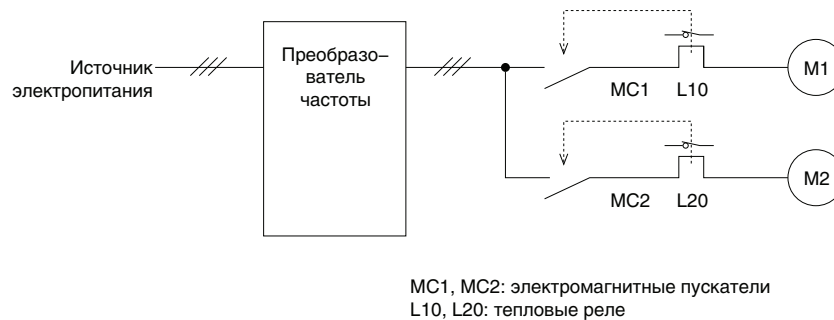 Источник
электропитания
Преобразо–
ватель
частоты
MC1
L10
M1
MC2
L20
M2
MC1, MC2: электромагнитные пускатели
L10, L20: тепловые реле